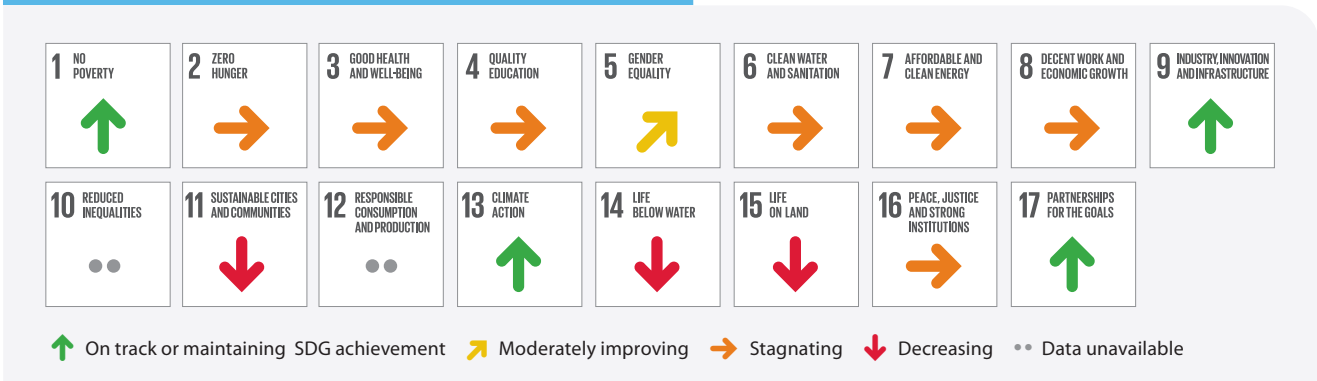 1 NO
POVERTY
2 ZERO
HUNGER
3 GOOD HEALTH
AND WELL-BEING
4 QUALITY
EDUCATION
5 GENDER
EQUALITY
6 CLEAN WATER
AND SANITATION
7 AFFORDABLE AND
CLEAN ENERGY
8 DECENT WORK AND
ECONOMIC GROWTH
9 INDUSTRY, INNOVATION
AND INFRASTRUCTURE
10 REDUCED
INEQUALITIES
11 SUSTAINABLE CITIES
AND COMMUNITIES
12 RESPONSIBLE
CONSUMPTION
AND PRODUCTION
13 CLIMATE
ACTION
14 LIFE
BELOW WATER
15 LIFE
ON LAND
16 PEACE, JUSTICE
AND STRONG
INSTITUTIONS
17 PARTNERSHIPS
FOR THE GOALS
On track or maintaining SDG achievement Moderately improving Stagnating Decreasing Data unavailable